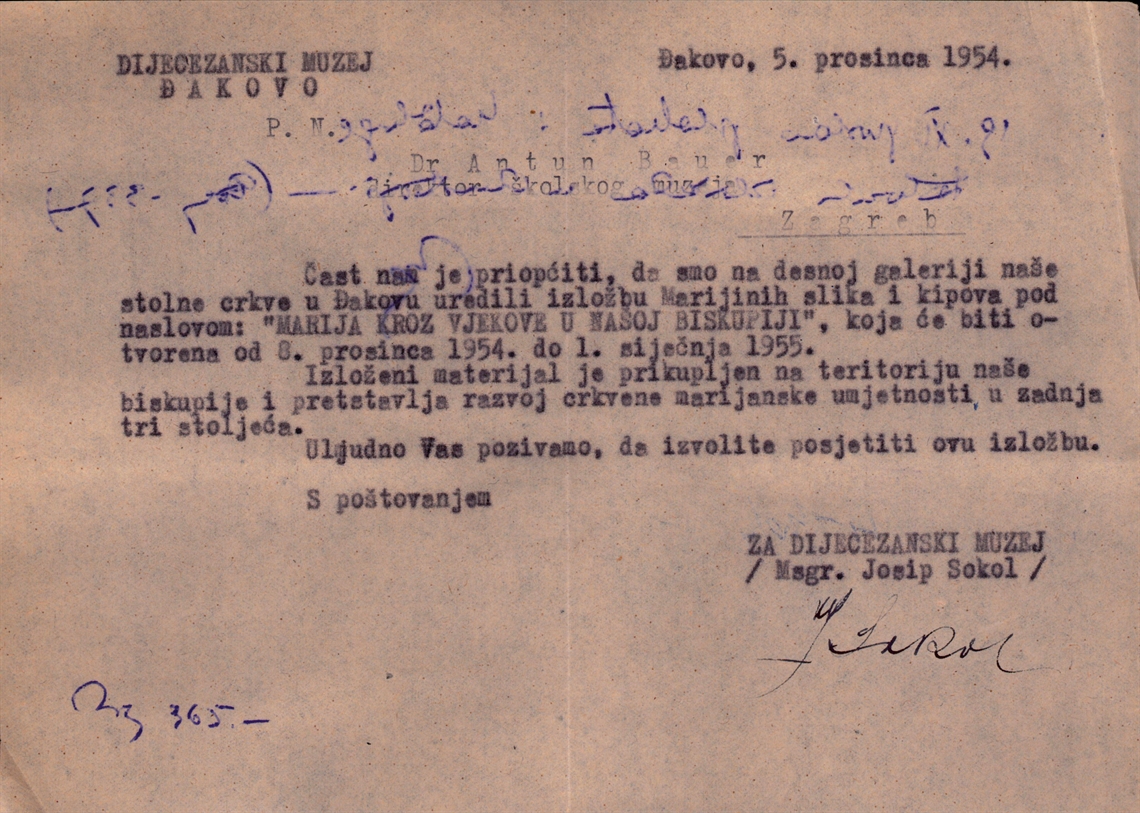 DIJECEZANSKI MUZEJ
ĐAKOVO
Đakovo, 5. prosinca 1954.
P. N.
Dr Antun Bauer
Direktor Školskog muzeja
Zagreb
Čast nam je priopćiti, da smo na desnoj galeriji naše
stolne crkve u Đakovu uredili izložbu Marijinih slika i kipova pod
naslovom: "MARIJA KROZ VJEKOVE U NAŠOJ BISKUPIJI", koja će biti o-
tvorena od 8. prosinca 1954. do 1. siječnja 1955.
Izloženi materijal je prikupljen na teritoriju naše
biskupije i pretstavlja razvoj crkvene marijanske umjetnosti, u zadnja
tri stoljeća.
Uljudno Vas pozivamo, da izvolite posjetiti ovu izložbu.
S poštovanjem
ZA DIJECEZANSKI MUZEJ
/ Msgr. Josip Sokol /
J Sokol
365.-